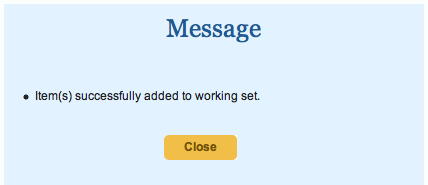 Message
Item(s) successfully added to working set.
Close